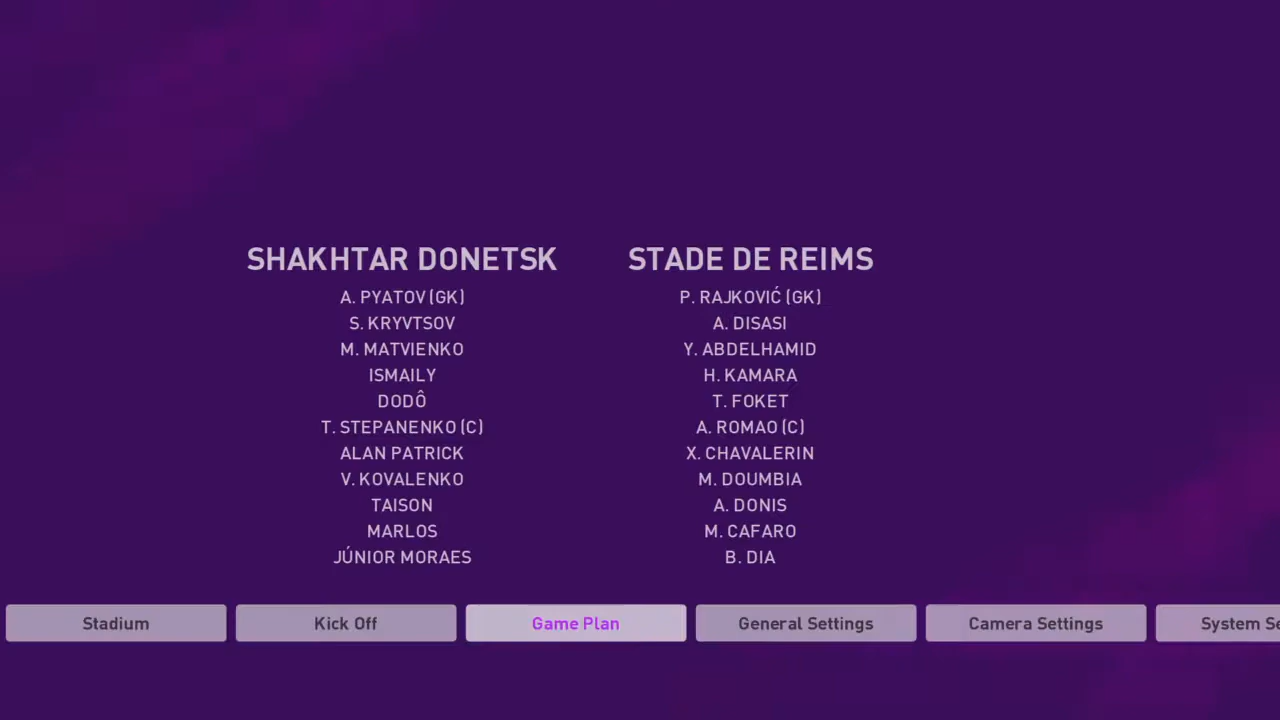 SHAKHTAR DONETSK
A. PYATOV (GK)
S. KRYVTSOV
M. MATVIENKO
ISMAILY
DODÔ
T. STEPANENKO (C)
ALAN PATRICK
V. KOVALENKO
TAISON
MARLOS
JÚNIOR MORAES
STADE DE REIMS
P. RAJKOVIĆ (GK)
A. DISASI
Y. ABDELHAMID
H. KAMARA
T. FOKET
A. ROMAO (C)
X. CHAVALERIN
M. DOUMBIA
A. DONIS
M. CAFARO
B. DIA
Stadium
Kick Off
Game Plan
General Settings
Camera Settings
System Se